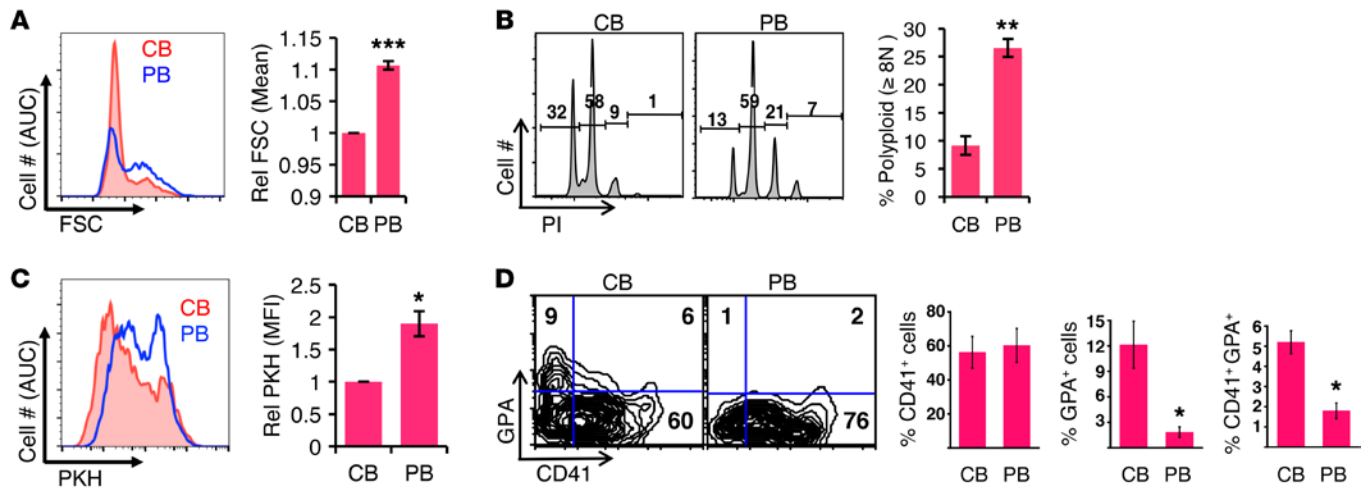 A
CB
PB
Cell # (AUC)
FSC
Rel FSC (Mean)
1.15
1.1
1.05
1
0.95
0.9
***
CB PB
B
CB
PB
32
58
9
1
13
59
21
7
Cell #
PI
% Polyploid (≥ 8N)
30
25
20
15
10
5
0
**
CB PB
C
CB
PB
Cell # (AUC)
PKH
Rel PKH (MFI)
2.5
2
1.5
1
0.5
0
*
CB PB
D
CB
PB
9
6
60
1
2
76
GPA
CD41
% CD41⁺ cells
80
60
40
20
CB PB
% GPA⁺ cells
15
12
9
6
3
*
CB PB
% CD41⁺ GPA⁺
6
5
4
3
2
1
0
*
CB PB